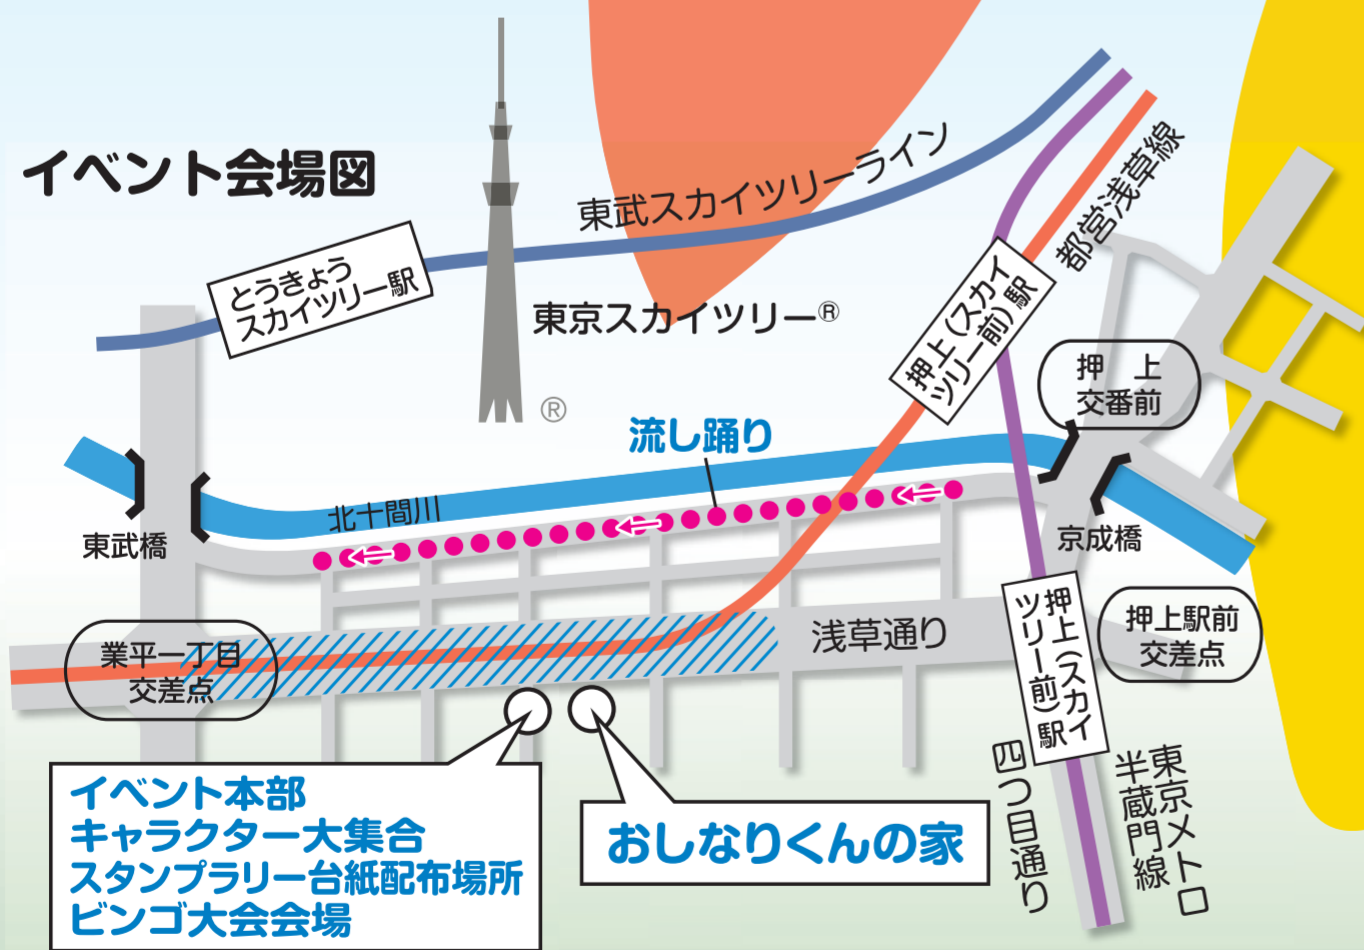 イベント会場図
東武スカイツリーライン
都営浅草線
とうきょう
スカイツリー駅
東京スカイツリー®
®
押上（スカイ
ツリー前）駅
押　上
交番前
流し踊り
北十間川
東武橋
京成橋
業平一丁目
交差点
浅草通り
押上（スカイ
ツリー前）駅
押上駅前
交差点
イベント本部
キャラクター大集合
スタンプラリー台紙配布場所
ビンゴ大会会場
おしなりくんの家
四つ目通り
東京メトロ
半蔵門線